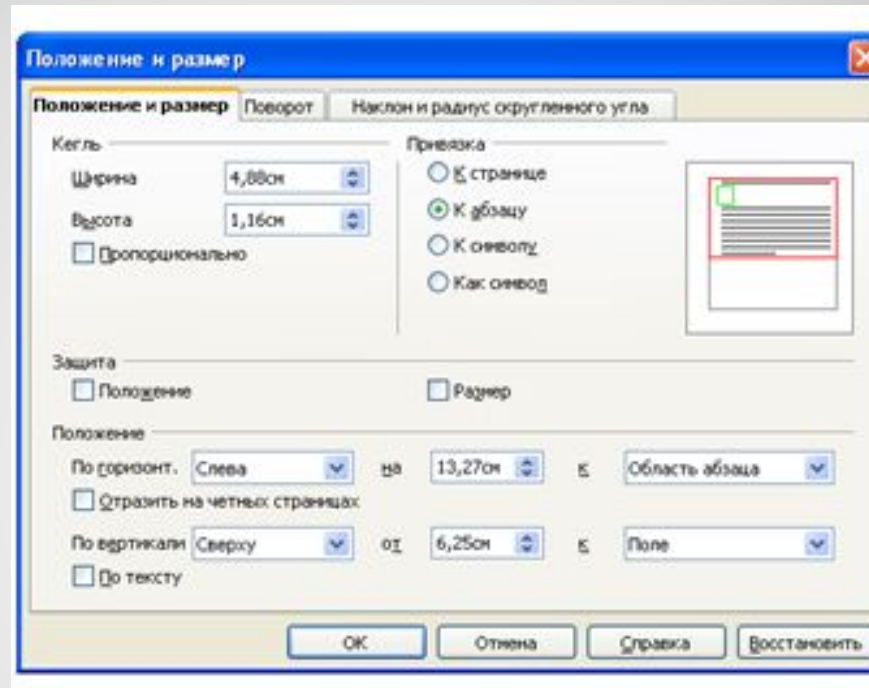 Положение и размер
Положение и размер Поворот Наклон и радиус скругленного угла
Кегль Привязка
Ширина 4,88см К странице
К абзацу
Высота 1,16см
К символу
Пропорционально
Как символ
Защита
Положение Размер
Положение
По горизонт. Слева на 13,27см к Область абзаца
Отразить на четных страницах
По вертикали Сверху от 6,25см к Поле
По тексту
ОК Отмена Справка Восстановить